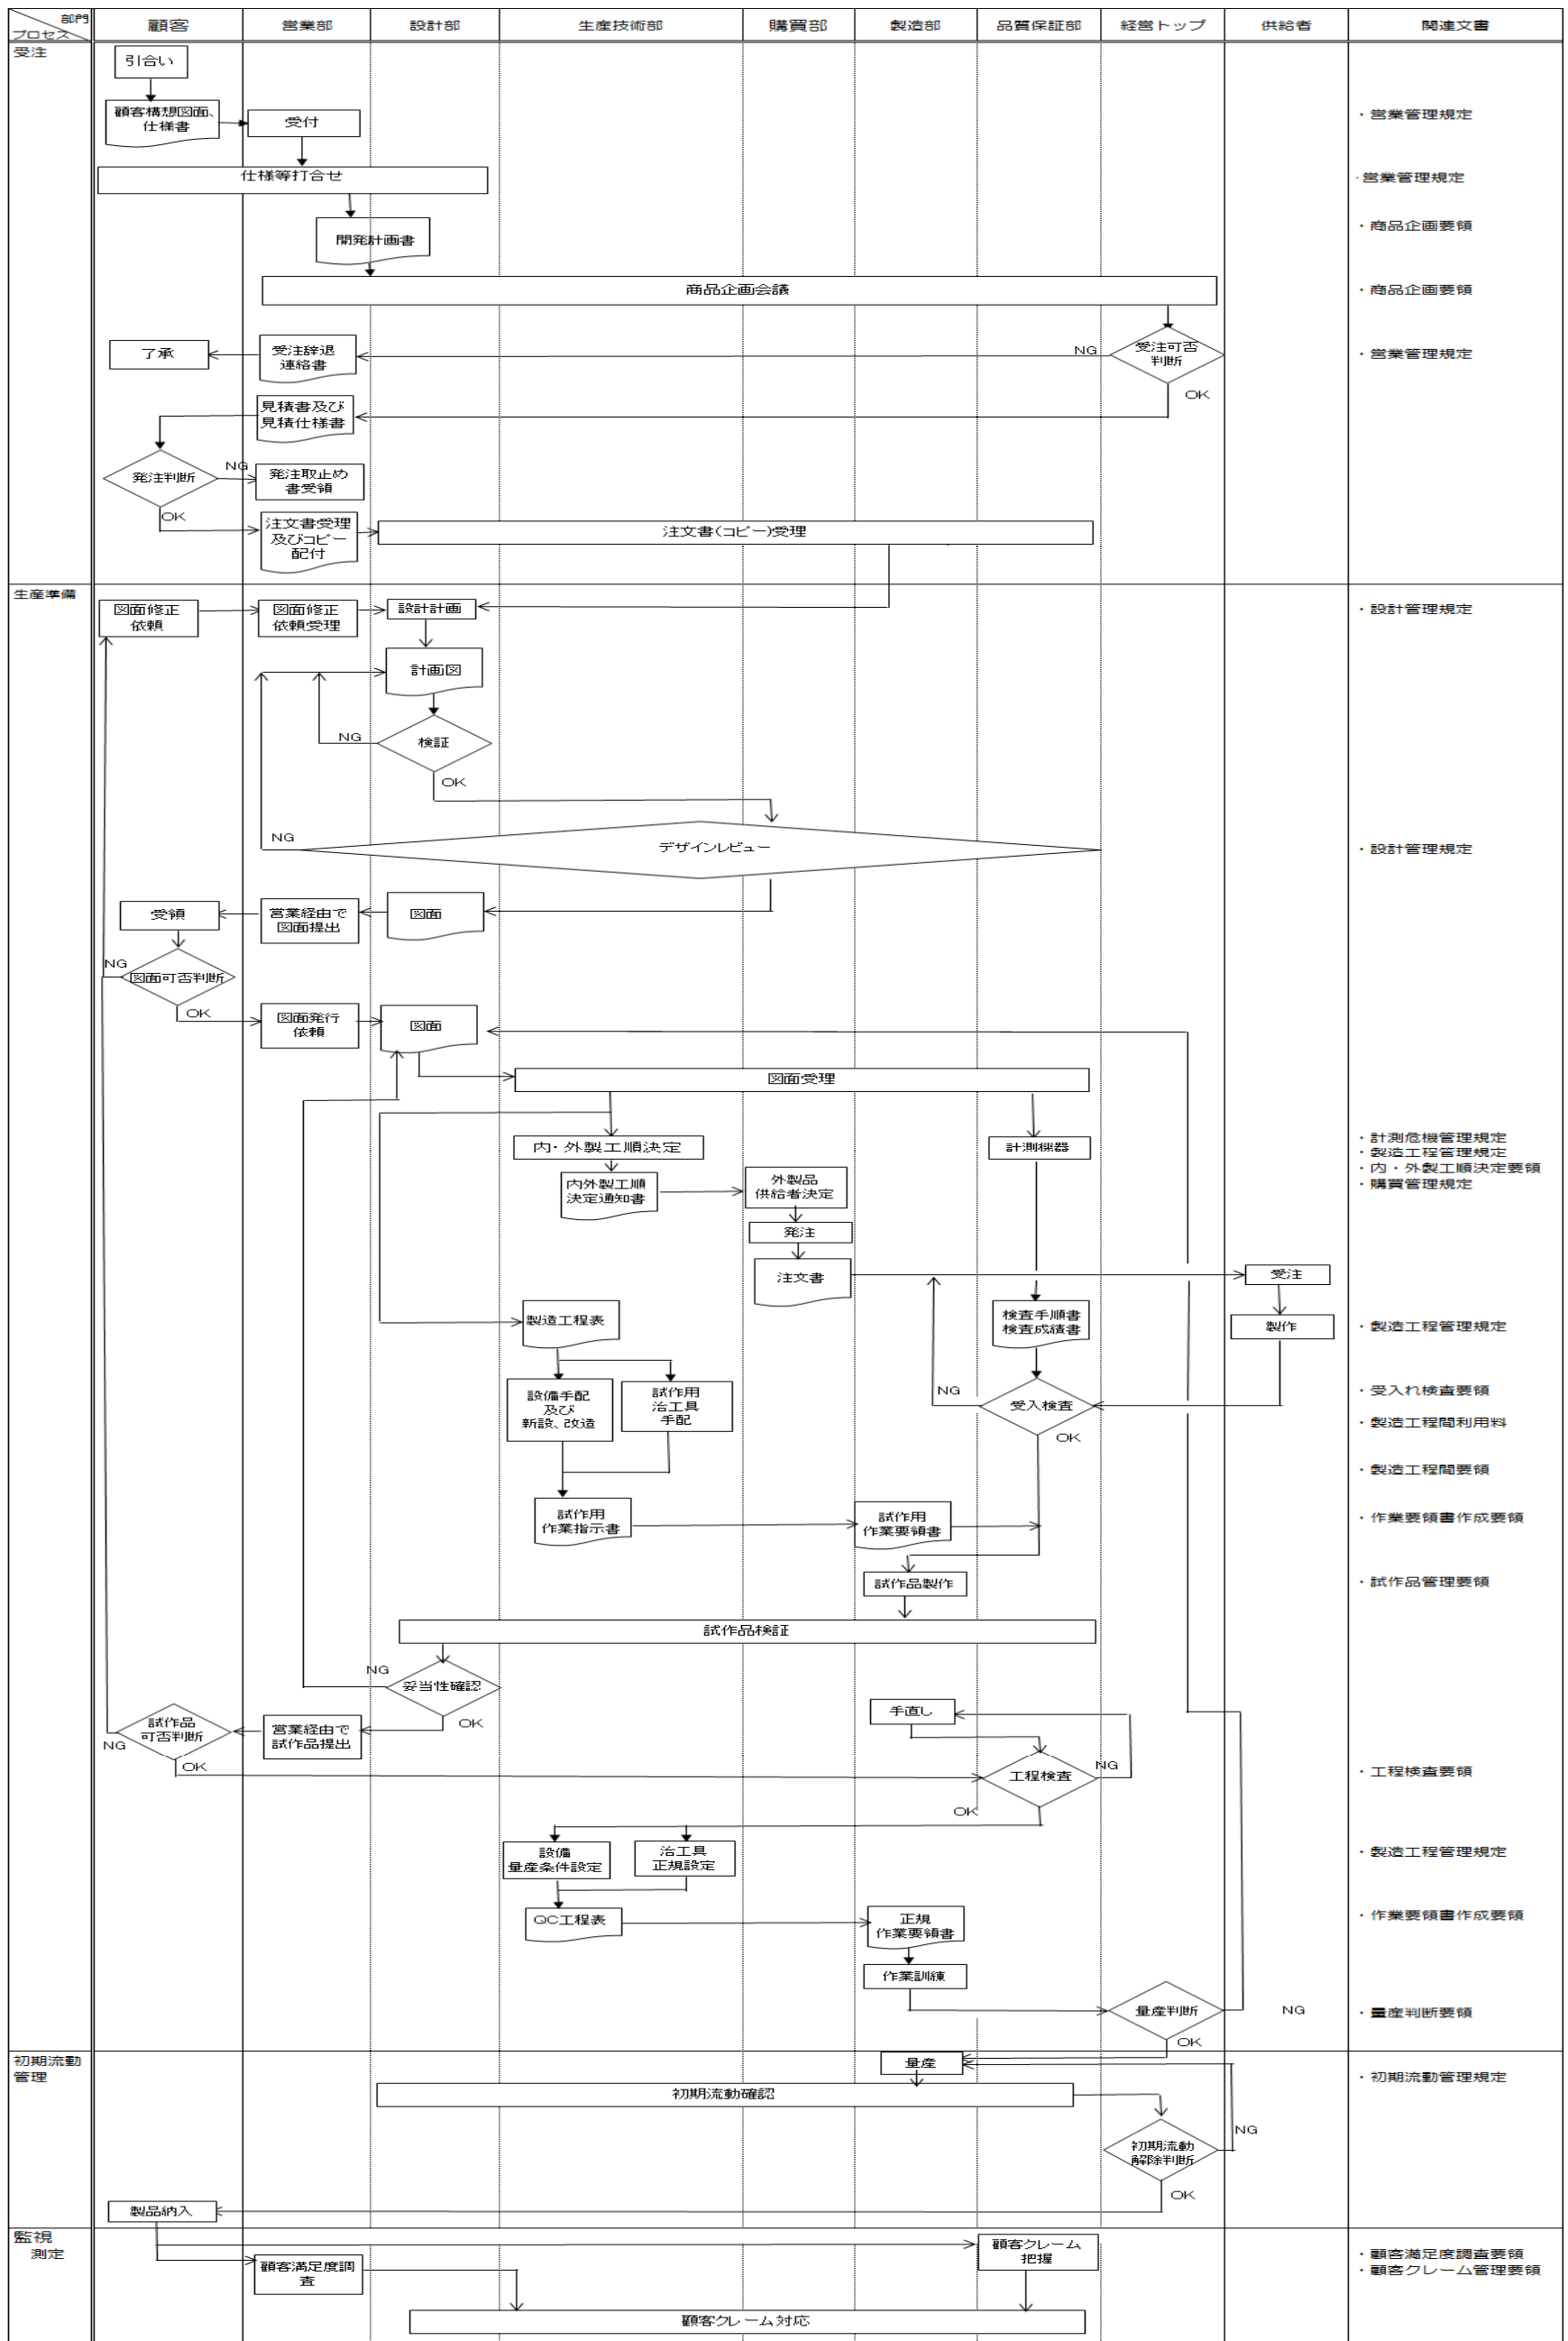 部門
プロセス
顧客
営業部
設計部
生産技術部
購買部
製造部
品質保証部
経営トップ
供給者
関連文書
受注
引合い
顧客構想図面、
仕様書
受付
・営業管理規定
仕様等打合せ
・営業管理規定
開発計画書
・商品企画要領
商品企画会議
・商品企画要領
了承
受注辞退
連絡書
NG
受注可否
判断
・営業管理規定
OK
見積書及び
見積仕様書
発注判断
NG
発注取止め
書受領
OK
注文書受理
及びコピー
配付
注文書(コピー)受理
生産準備
図面修正
依頼
図面修正
依頼受理
設計計画
・設計管理規定
計画図
NG
検証
OK
NG
デザインレビュー
・設計管理規定
受領
営業経由で
図面提出
図面
NG
図面可否判断
OK
図面発行
依頼
図面
図面受理
内・外製工順決定
計測機器
・計測危機管理規定
・製造工程管理規定
・内・外製工順決定要領
・購買管理規定
内外製工順
決定通知書
外製品
供給者決定
発注
注文書
受注
製造工程表
検査手順書
検査成績書
製作
・製造工程管理規定
設備手配
及び
新設、改造
試作用
治工具
手配
NG
受入検査
OK
・受入れ検査要領
・製造工程間利用料
・製造工程間要領
試作用
作業指示書
試作用
作業要領書
・作業要領書作成要領
試作品製作
・試作品管理要領
試作品検証
NG
妥当性確認
OK
試作品
可否判断
NG
OK
営業経由で
試作品提出
手直し
工程検査
NG
OK
・工程検査要領
設備
量産条件設定
治工具
正規設定
・製造工程管理規定
QC工程表
正規
作業要領書
・作業要領書作成要領
作業訓練
量産判断
NG
・量産判断要領
OK
初期流動
管理
量産
初期流動確認
・初期流動管理規定
初期流動
解除判断
NG
OK
製品納入
監視
測定
顧客満足度調
査
顧客クレーム
把握
・顧客満足度調査要領
・顧客クレーム管理要領
顧客クレーム対応